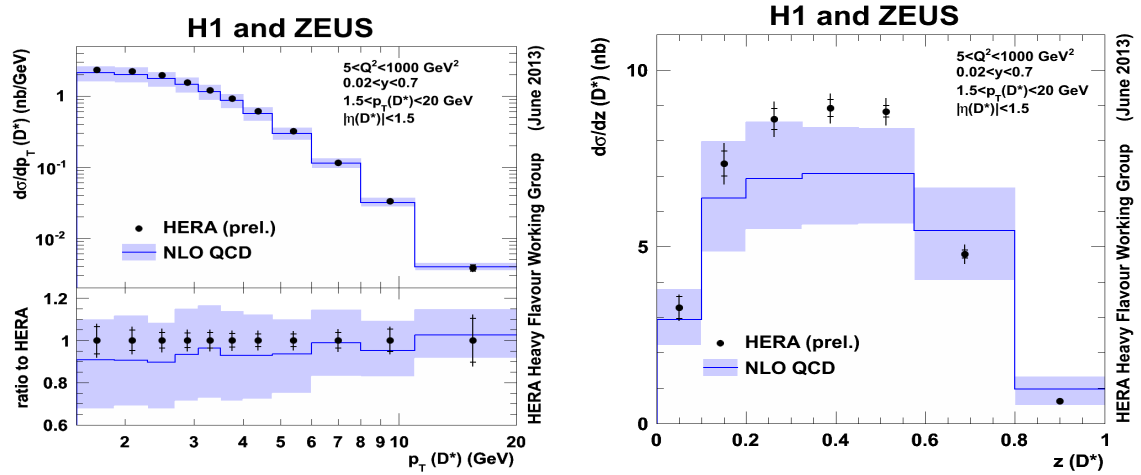 H1 and ZEUS
dσ/dp_T (D*) (nb/GeV)
5<Q²<1000 GeV²
0.02<y<0.7
1.5<p_T(D*)<20 GeV
|η(D*)|<1.5
1
10⁻¹
10⁻²
HERA (prel.)
NLO QCD
ratio to HERA
1.2
1
0.8
0.6
2 3 4 5 6 7 8 9 10 20
p_T (D*) (GeV)
HERA Heavy Flavour Working Group (June 2013)
H1 and ZEUS
dσ/dz (D*) (nb)
5<Q²<1000 GeV²
0.02<y<0.7
1.5<p_T(D*)<20 GeV
|η(D*)|<1.5
10
5
0
HERA (prel.)
NLO QCD
0 0.2 0.4 0.6 0.8 1
z (D*)
HERA Heavy Flavour Working Group (June 2013)